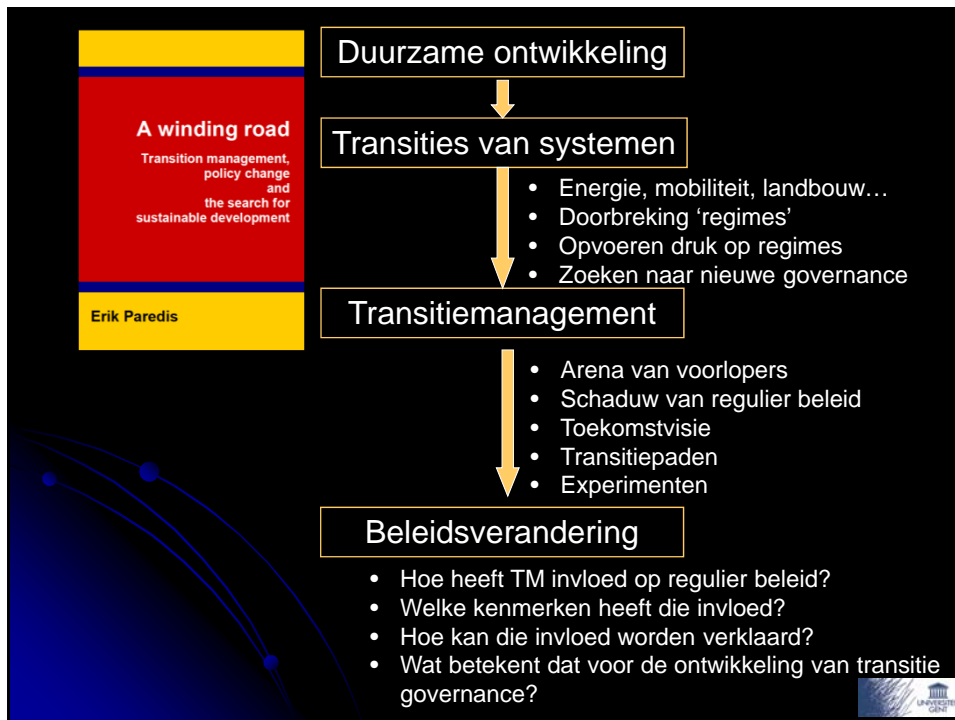 A winding road
Transition management,
policy change
and
the search for
sustainable development
Erik Paredis
Duurzame ontwikkeling
Transities van systemen
• Energie, mobiliteit, landbouw…
• Doorbreking ‘regimes’
• Opvoeren druk op regimes
• Zoeken naar nieuwe governance
Transitiemanagement
• Arena van voorlopers
• Schaduw van regulier beleid
• Toekomstvisie
• Transitiepaden
• Experimenten
Beleidsverandering
• Hoe heeft TM invloed op regulier beleid?
• Welke kenmerken heeft die invloed?
• Hoe kan die invloed worden verklaard?
• Wat betekent dat voor de ontwikkeling van transitie
governance?
UNIVERSITEIT
GENT